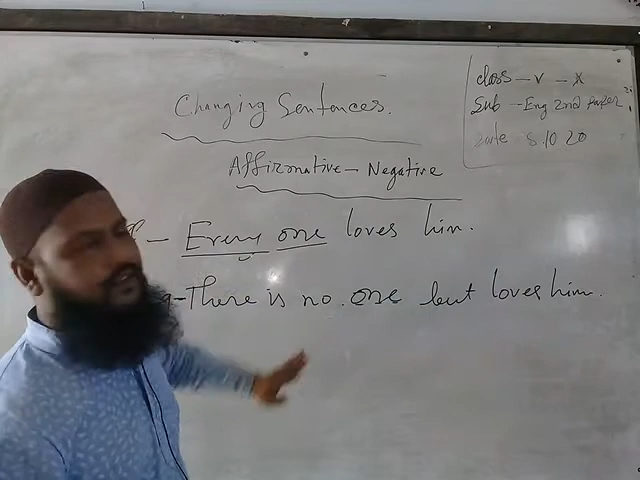 Changing Sentences.
Affirmative - Negative
- Every one loves him.
- There is no one but loves him.
class - V - X
Sub - Eng 2nd paper
Date 8.10 20